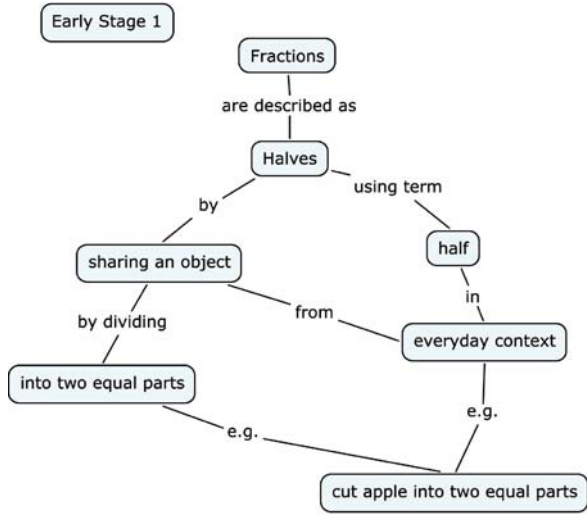 Early Stage 1
Fractions
are described as
Halves
using term
by
half
sharing an object
in
from
by dividing
everyday context
into two equal parts
e.g.
e.g.
cut apple into two equal parts